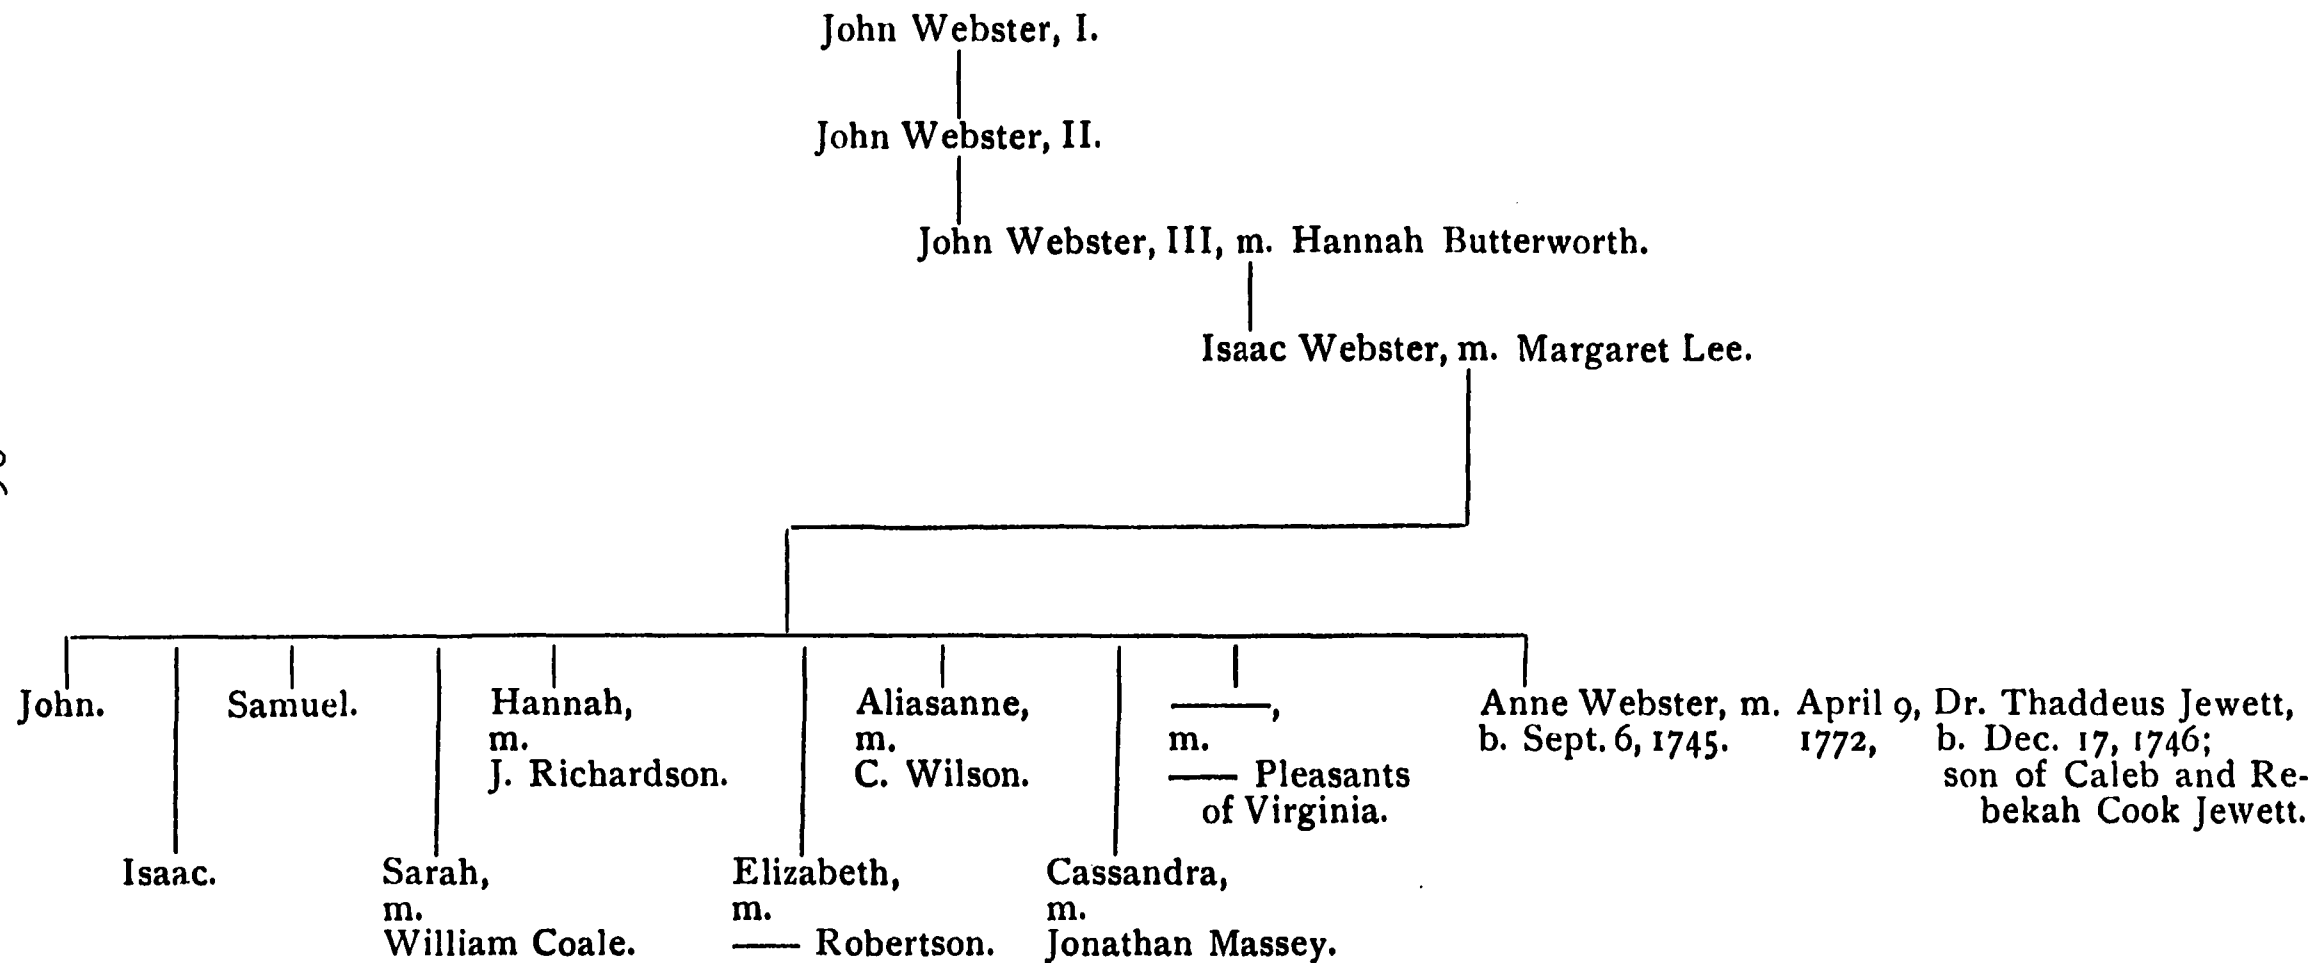 John Webster, I.
John Webster, II.
John Webster, III, m. Hannah Butterworth.
Isaac Webster, m. Margaret Lee.
John.
Samuel.
Hannah,
m.
J. Richardson.
Aliasanne,
m.
C. Wilson.
———,
m.
—— Pleasants
of Virginia.
Anne Webster, m. April 9, Dr. Thaddeus Jewett,
b. Sept. 6, 1745. 1772, b. Dec. 17, 1746;
son of Caleb and Re-
bekah Cook Jewett.
Isaac.
Sarah,
m.
William Coale.
Elizabeth,
m.
—— Robertson.
Cassandra,
m.
Jonathan Massey.